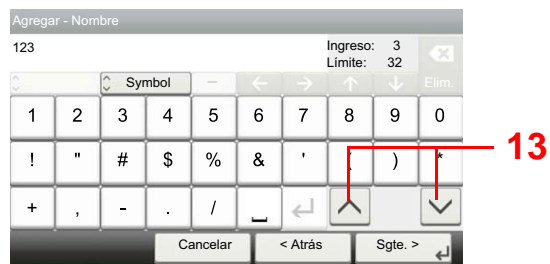 Agregar - Nombre
123
Ingreso: 3
Límite: 32
Symbol
Elim.
1 2 3 4 5 6 7 8 9 0
! " # $ % & ' ( ) *
13
+ , - . /
Cancelar < Atrás Sgte. >